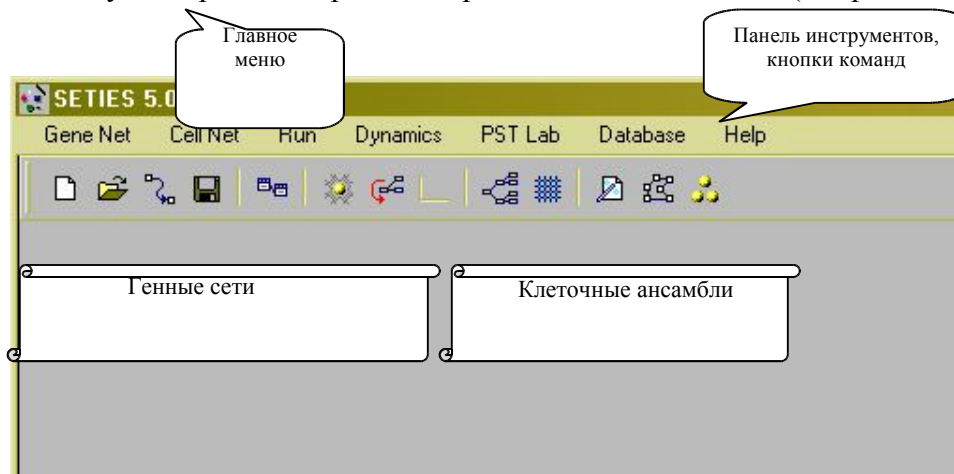 Главное
меню
Панель инструментов,
кнопки команд
SETIES 5.0
Gene Net Cell Net Run Dynamics PST Lab Database Help
Генные сети
Клеточные ансамбли